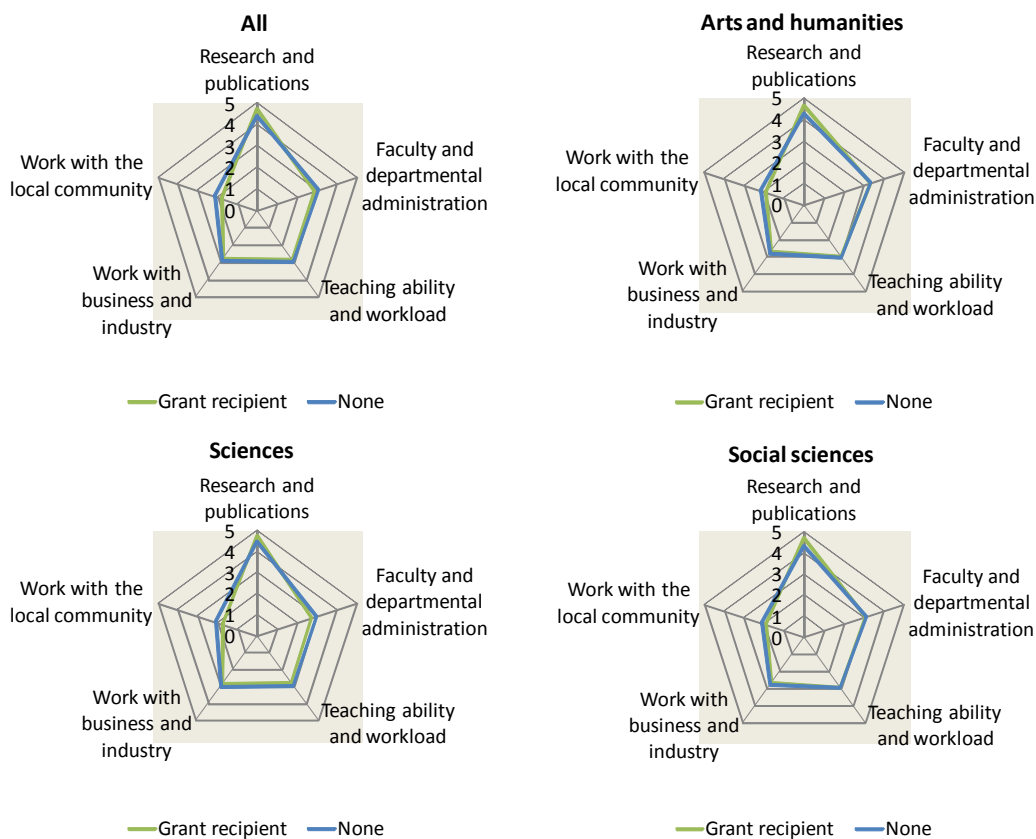 All
Research and
publications
5
4
3
2
1
0
Faculty and
departmental
administration
Teaching ability
and workload
Work with
business and
industry
Work with the
local community
Grant recipient
None
Arts and humanities
Research and
publications
5
4
3
2
1
0
Faculty and
departmental
administration
Teaching ability
and workload
Work with
business and
industry
Work with the
local community
Grant recipient
None
Sciences
Research and
publications
5
4
3
2
1
0
Faculty and
departmental
administration
Teaching ability
and workload
Work with
business and
industry
Work with the
local community
Grant recipient
None
Social sciences
Research and
publications
5
4
3
2
1
0
Faculty and
departmental
administration
Teaching ability
and workload
Work with
business and
industry
Work with the
local community
Grant recipient
None